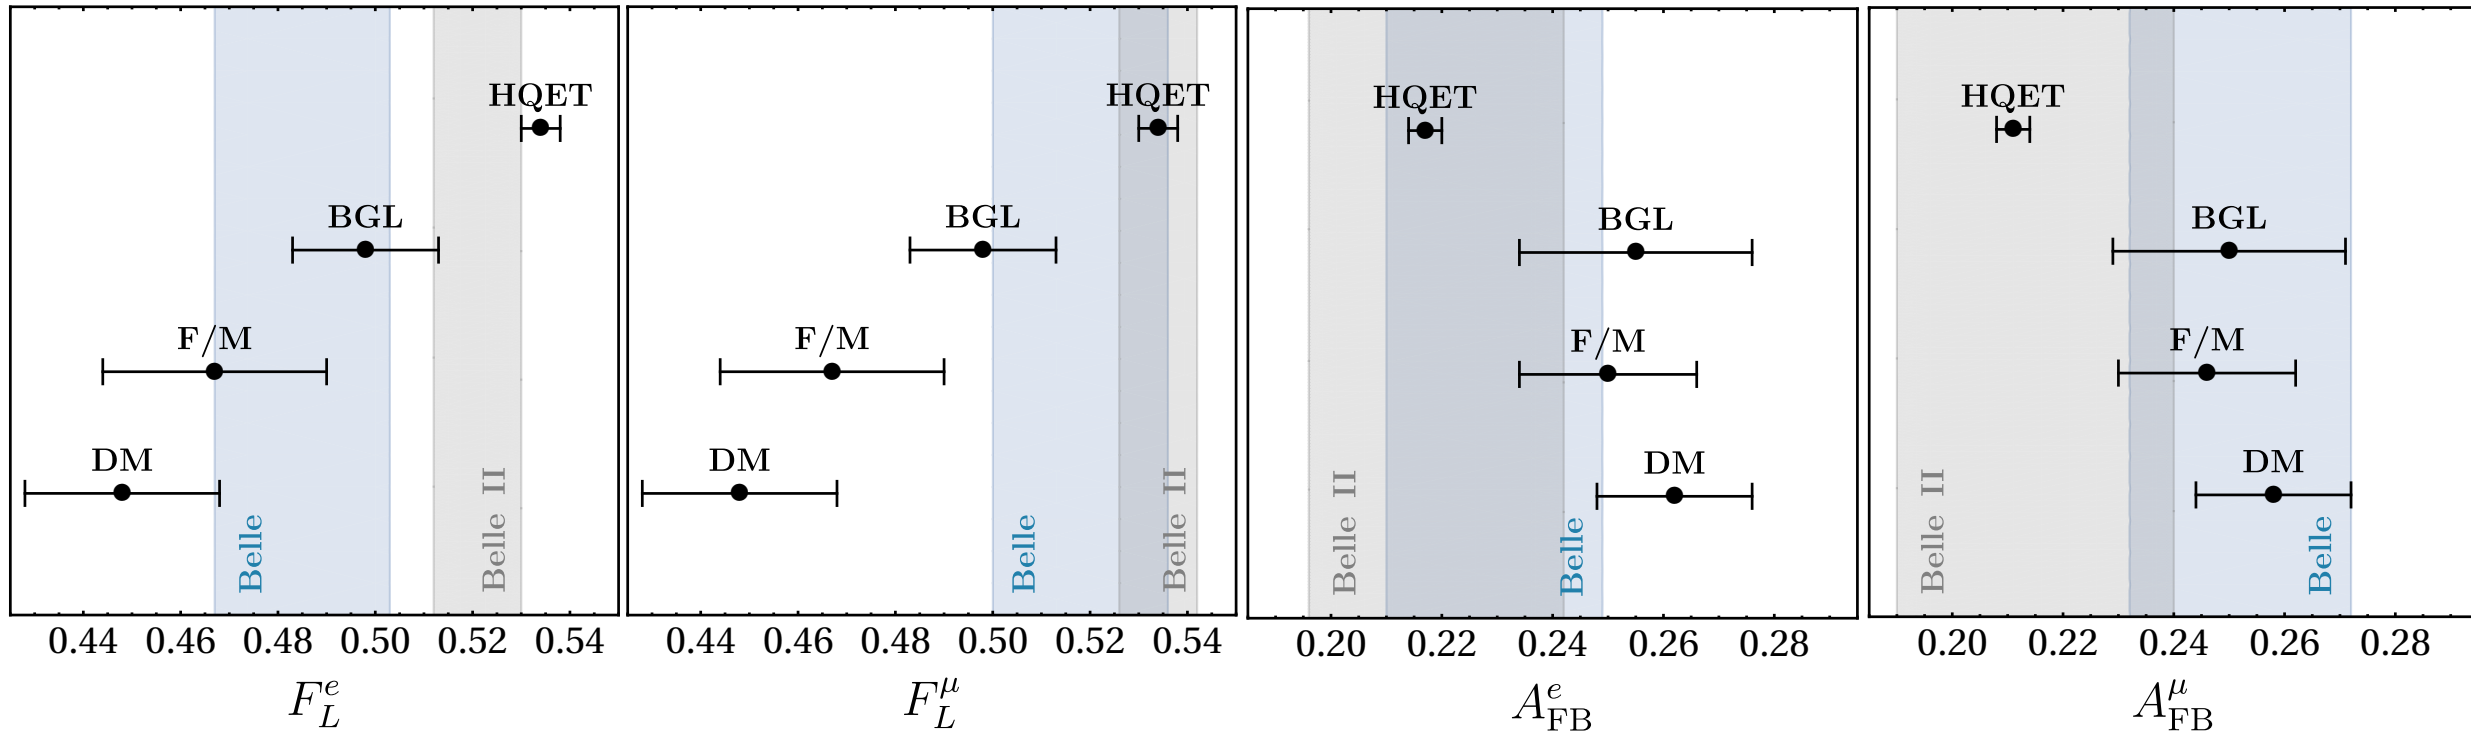 HQET
BGL
F/M
DM
Belle
Belle II
0.44 0.46 0.48 0.50 0.52 0.54
F_L^e
HQET
BGL
F/M
DM
Belle
Belle II
0.44 0.46 0.48 0.50 0.52 0.54
F_L^μ
HQET
BGL
F/M
DM
Belle II
Belle
0.20 0.22 0.24 0.26 0.28
A_FB^e
HQET
BGL
F/M
DM
Belle II
Belle
0.20 0.22 0.24 0.26 0.28
A_FB^μ